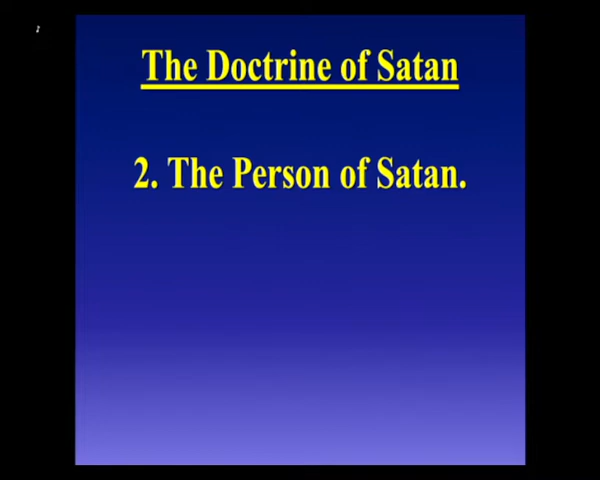 The Doctrine of Satan
2. The Person of Satan.